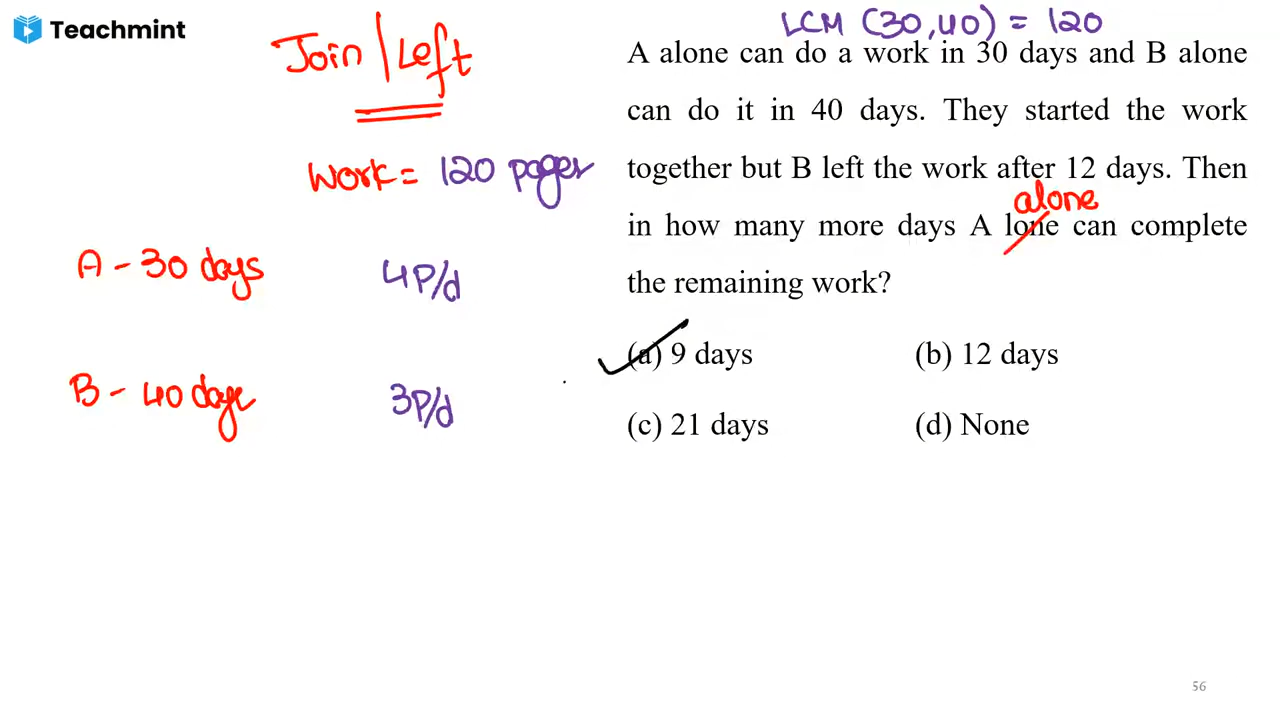 Teachmint
Join/Left
Work = 120 pages
A - 30 days 4P/d
B - 40 days 3P/d
LCM (30,40) = 120
A alone can do a work in 30 days and B alone
can do it in 40 days. They started the work
together but B left the work after 12 days. Then
alone
in how many more days A lone can complete
the remaining work?
(a) 9 days (b) 12 days
(c) 21 days (d) None
56